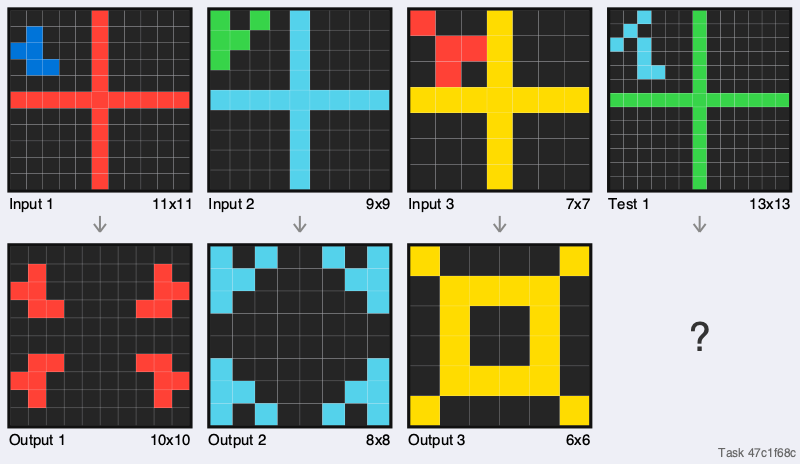 Input 1 11x11 Input 2 9x9 Input 3 7x7 Test 1 13x13
?
Output 1 10x10 Output 2 8x8 Output 3 6x6
Task 47c1f68c